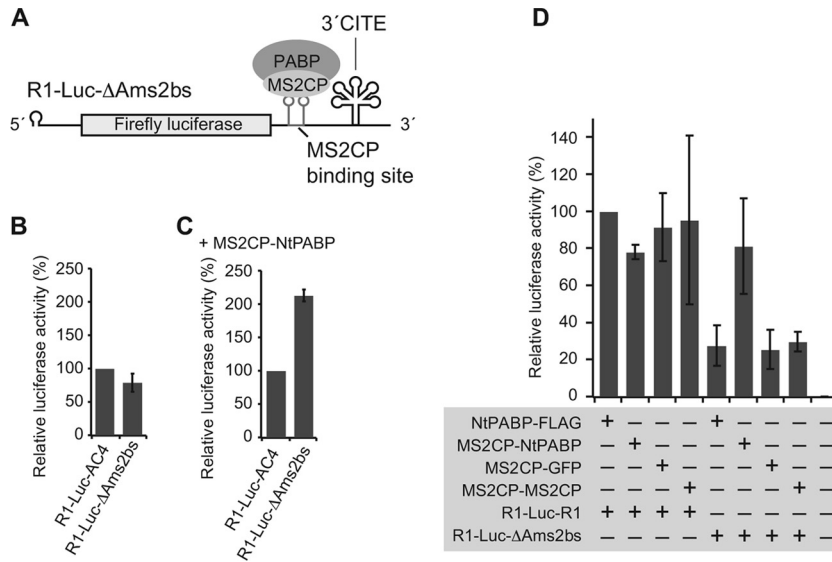 A
3´CITE
PABP
MS2CP
R1-Luc-ΔAms2bs
5´
Firefly luciferase
3´
MS2CP
binding site
B
Relative luciferase activity (%)
250
200
150
100
50
0
R1-Luc-AC4
R1-Luc-ΔAms2bs
C
+ MS2CP-NtPABP
Relative luciferase activity (%)
250
200
150
100
50
0
R1-Luc-AC4
R1-Luc-ΔAms2bs
D
Relative luciferase activity (%)
140
120
100
80
60
40
20
0
NtPABP-FLAG + — — — + — — — —
MS2CP-NtPABP — + — — — + — — —
MS2CP-GFP — — + — — — + — —
MS2CP-MS2CP — — — + — — — + —
R1-Luc-R1 + + + + — — — — —
R1-Luc-ΔAms2bs — — — — + + + + —